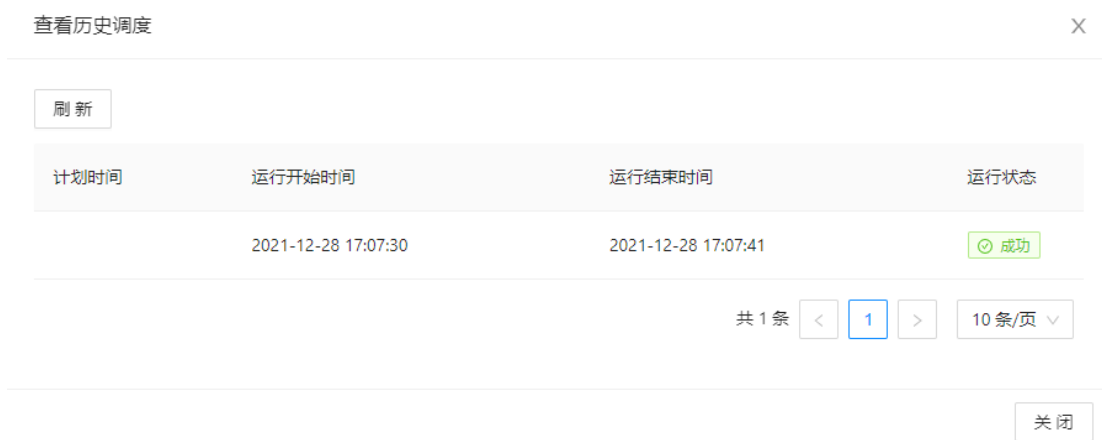 查看历史调度
刷 新
计划时间 运行开始时间 运行结束时间 运行状态
2021-12-28 17:07:30 2021-12-28 17:07:41 成功
共 1 条 < 1 > 10 条/页
关 闭